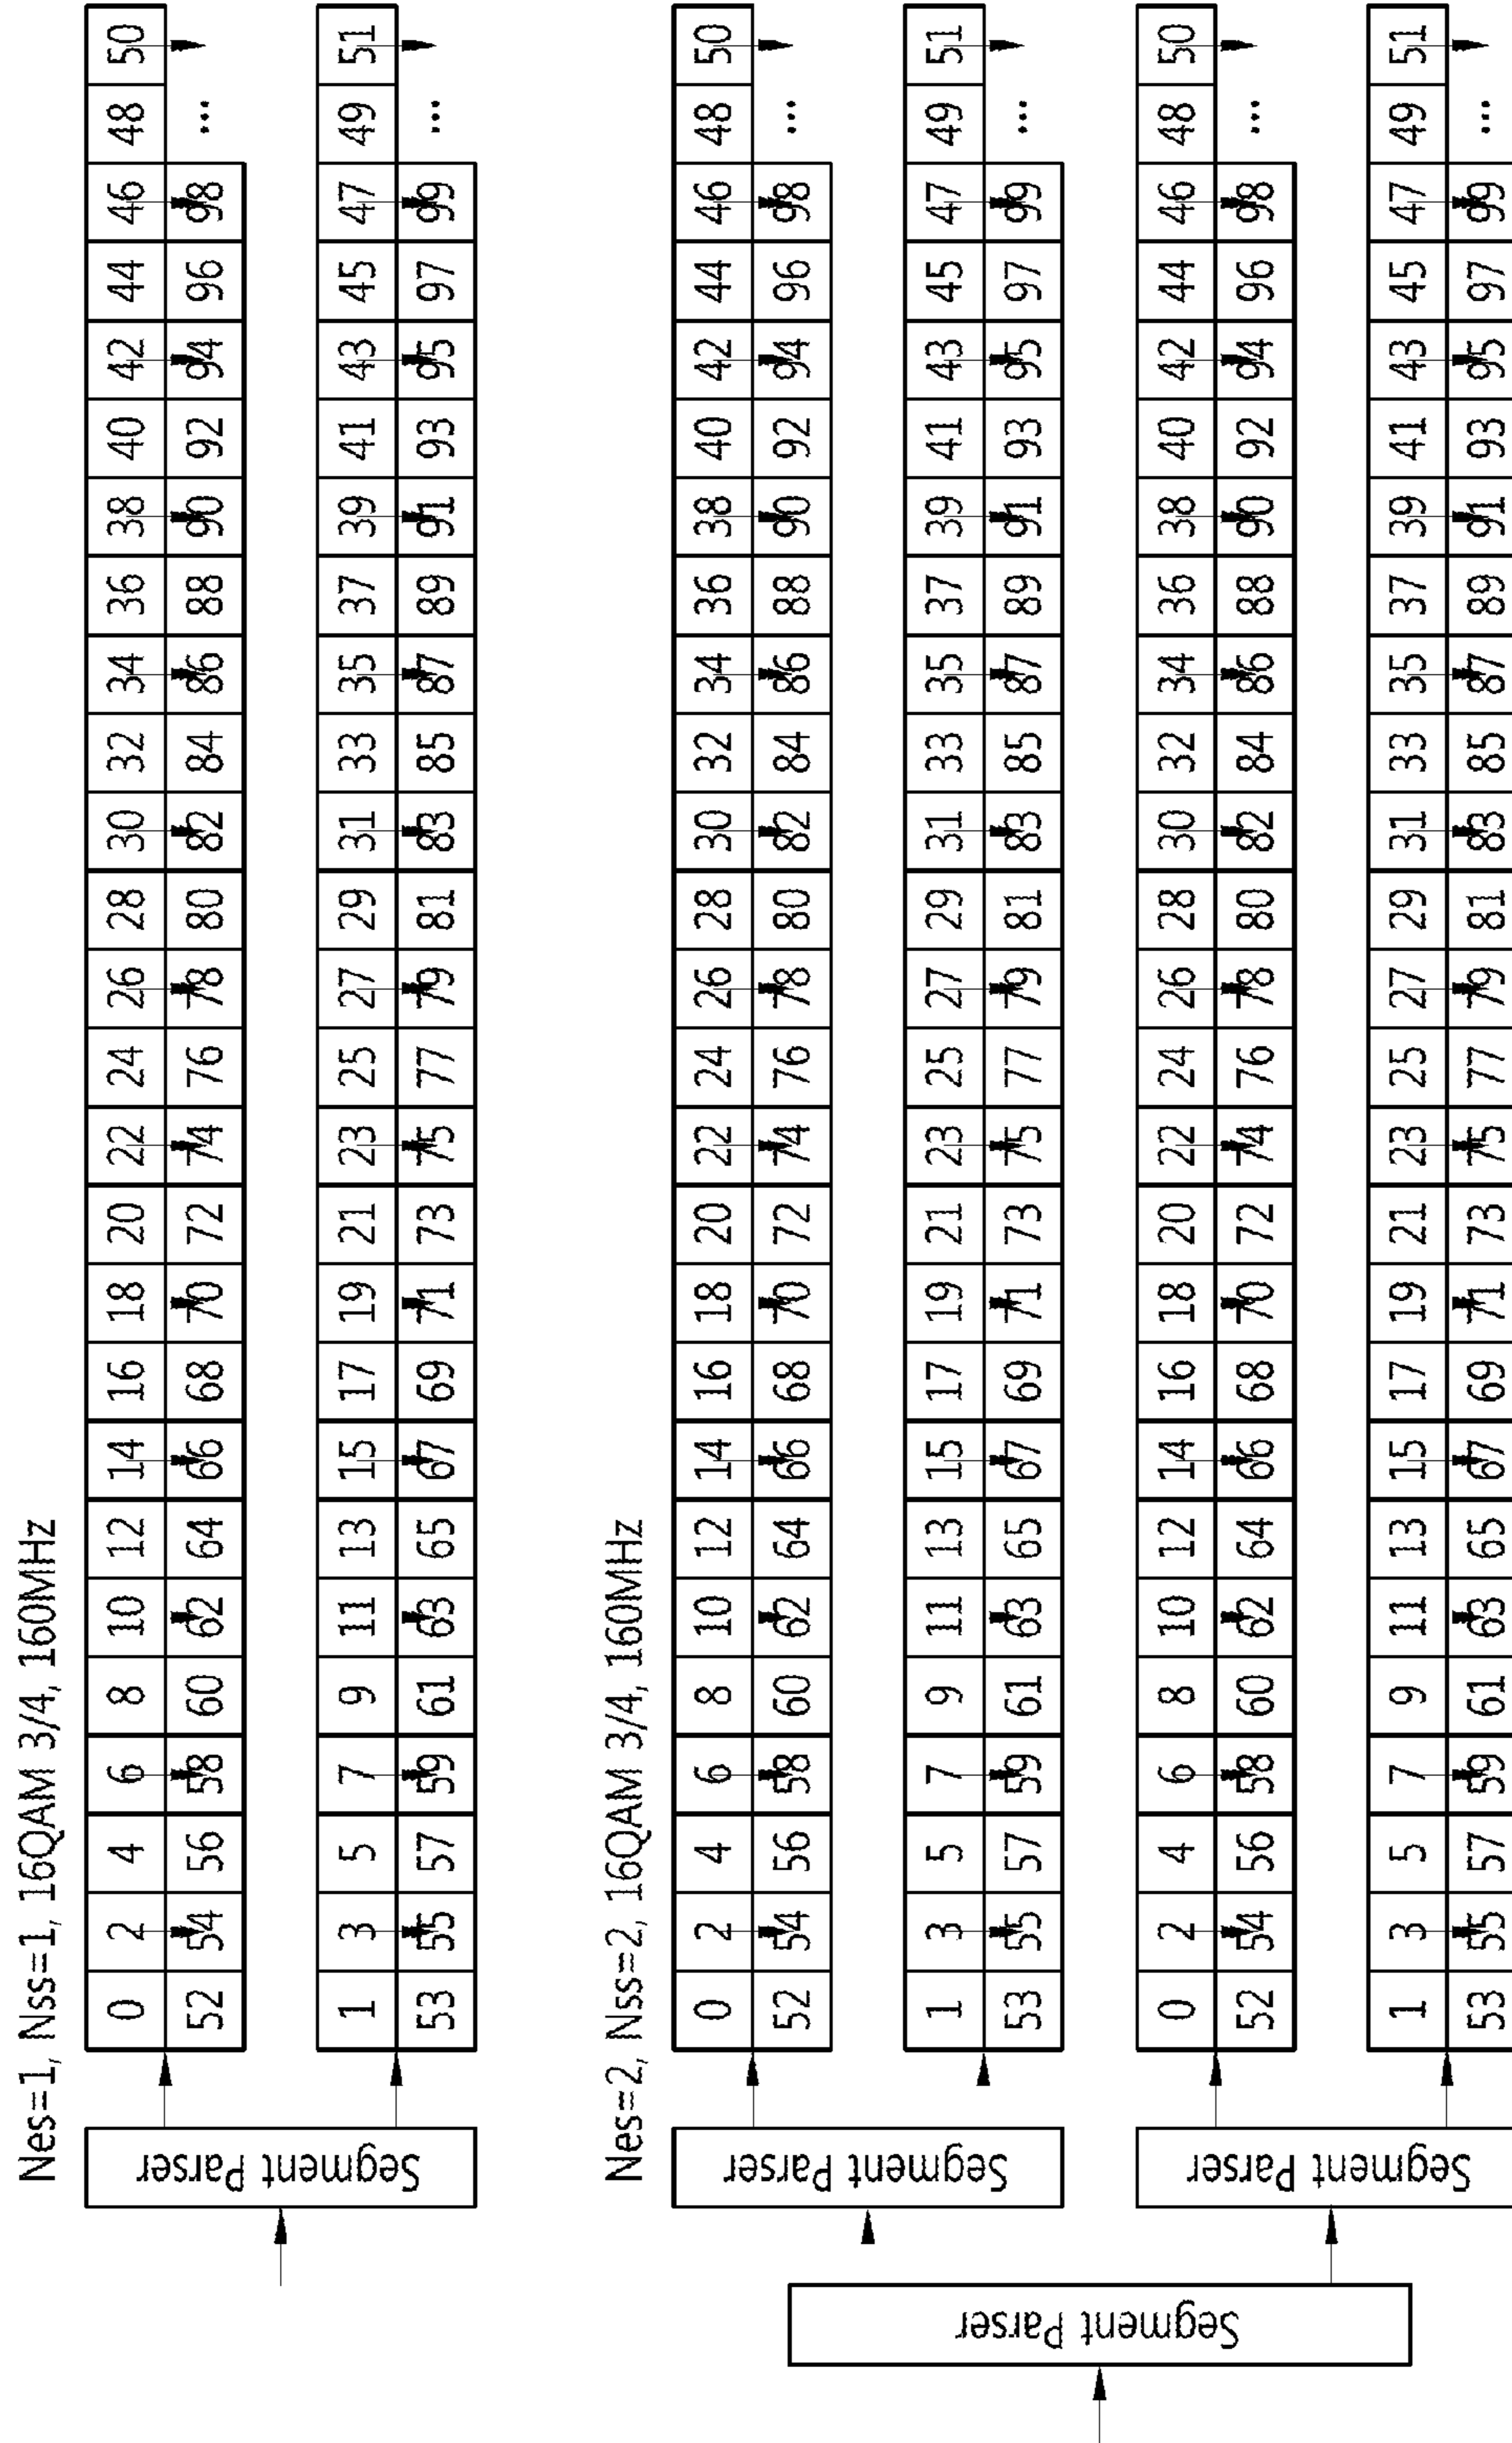 Nes=1, Nss=1, 16QAM 3/4, 160MHz
Segment Parser
0 2 4 6 8 10 12 14 16 18 20 22 24 26 28 30 32 34 36 38 40 42 44 46 48 50
52 54 56 58 60 62 64 66 68 70 72 74 76 78 80 82 84 86 88 90 92 94 96 98 ...
1 3 5 7 9 11 13 15 17 19 21 23 25 27 29 31 33 35 37 39 41 43 45 47 49 51
53 55 57 59 61 63 65 67 69 71 73 75 77 79 81 83 85 87 89 91 93 95 97 99 ...
Nes=2, Nss=2, 16QAM 3/4, 160MHz
Segment Parser
Segment Parser
0 2 4 6 8 10 12 14 16 18 20 22 24 26 28 30 32 34 36 38 40 42 44 46 48 50
52 54 56 58 60 62 64 66 68 70 72 74 76 78 80 82 84 86 88 90 92 94 96 98 ...
1 3 5 7 9 11 13 15 17 19 21 23 25 27 29 31 33 35 37 39 41 43 45 47 49 51
53 55 57 59 61 63 65 67 69 71 73 75 77 79 81 83 85 87 89 91 93 95 97 99 ...
Segment Parser
0 2 4 6 8 10 12 14 16 18 20 22 24 26 28 30 32 34 36 38 40 42 44 46 48 50
52 54 56 58 60 62 64 66 68 70 72 74 76 78 80 82 84 86 88 90 92 94 96 98 ...
1 3 5 7 9 11 13 15 17 19 21 23 25 27 29 31 33 35 37 39 41 43 45 47 49 51
53 55 57 59 61 63 65 67 69 71 73 75 77 79 81 83 85 87 89 91 93 95 97 99 ...